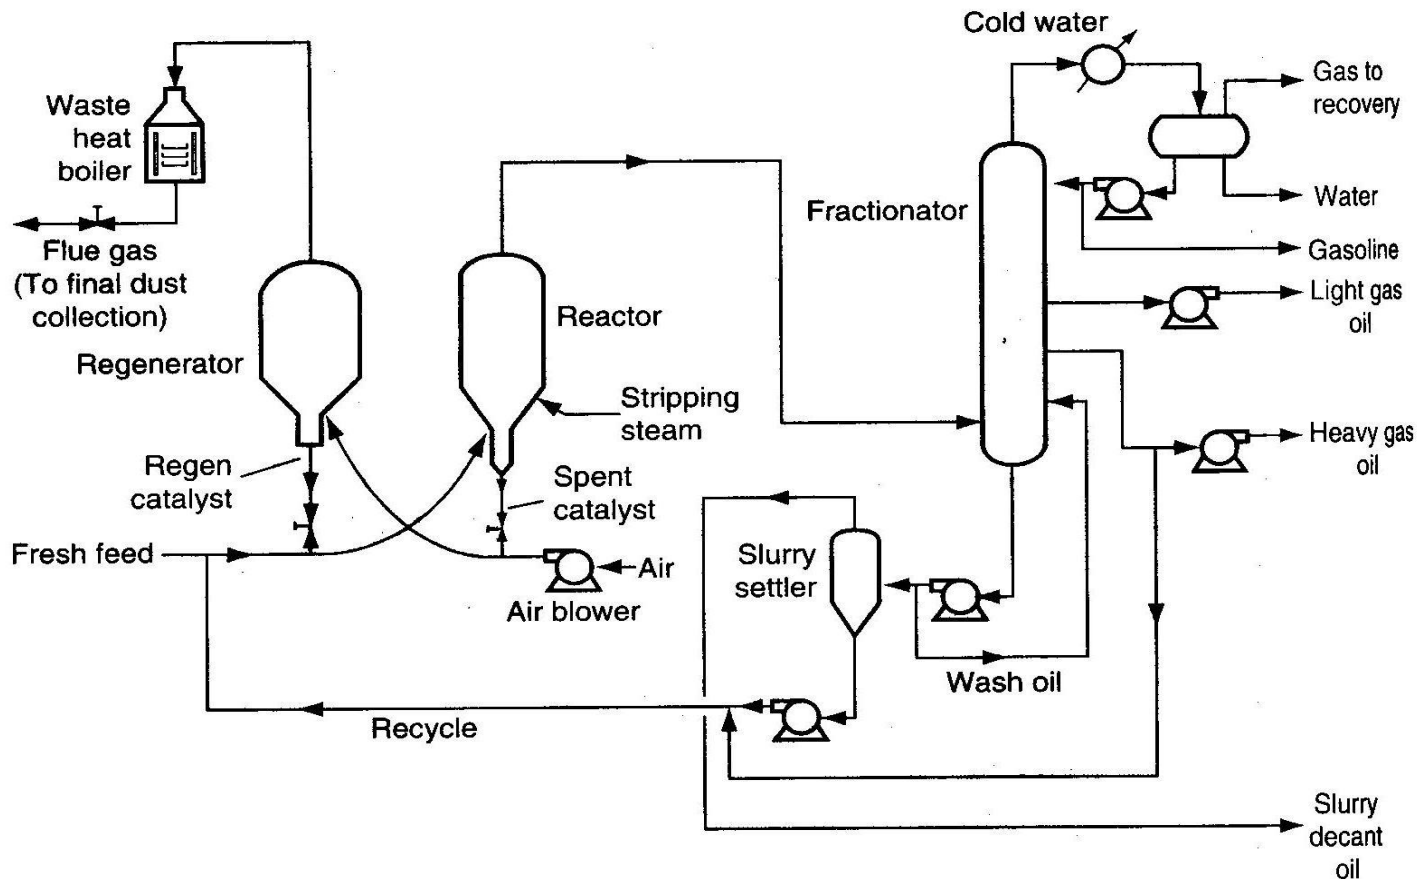 Cold water
Gas to
recovery
Waste
heat
boiler
Water
Fractionator
Flue gas
(To final dust
collection)
Gasoline
Light gas
oil
Reactor
Regenerator
Stripping
steam
Heavy gas
oil
Regen
catalyst
Spent
catalyst
Fresh feed
Slurry
settler
Air
Air blower
Wash oil
Recycle
Slurry
decant
oil